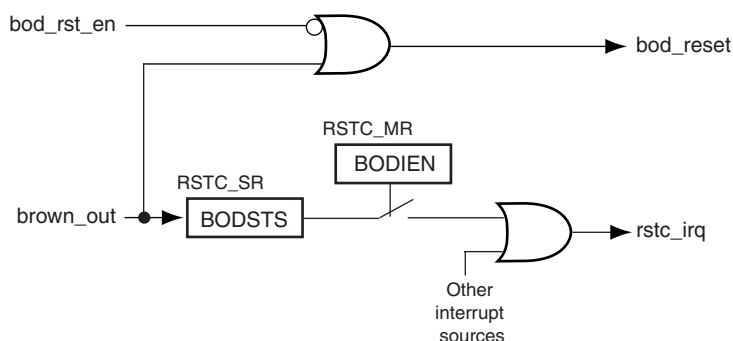 bod_rst_en
bod_reset
RSTC_MR
BODIEN
RSTC_SR
brown_out
BODSTS
rstc_irq
Other
interrupt
sources